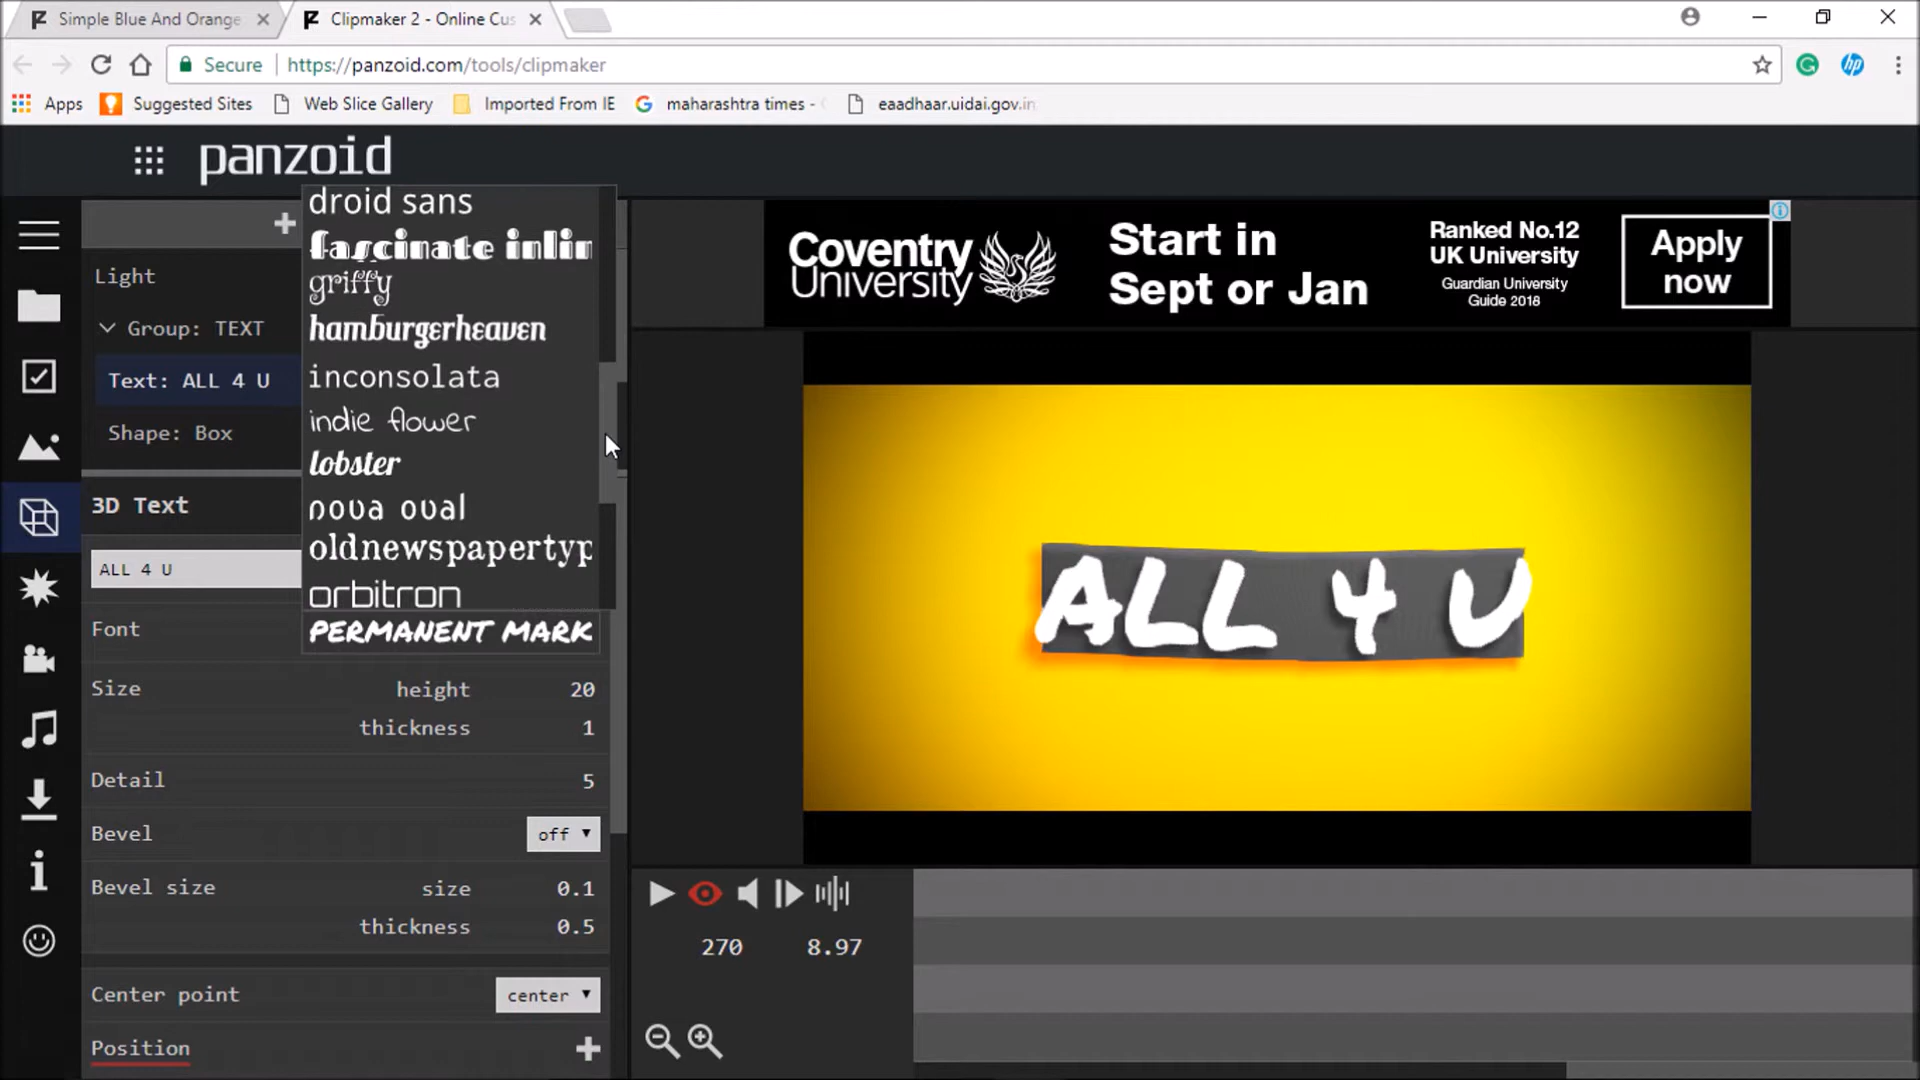 Simple Blue And Orange
Clipmaker 2 - Online Cus
Secure
https://panzoid.com/tools/clipmaker
hp
Apps
Suggested Sites
Web Slice Gallery
Imported From IE
maharashtra times -
eaadhaar.uidai.gov.in
panzoid
droid sans
fascinate inlin
griffy
hamburgerheaven
inconsolata
indie flower
lobster
nova oval
oldnewspapertyp
orbitron
PERMANENT MARK
Light
Group: TEXT
Text: ALL 4 U
Shape: Box
3D Text
ALL 4 U
Font
Size height 20
thickness 1
Detail 5
Bevel off
Bevel size size 0.1
thickness 0.5
Center point center
Position
Coventry University
Start in Sept or Jan
Ranked No.12
UK University
Guardian University
Guide 2018
Apply now
ALL 4 U
270 8.97